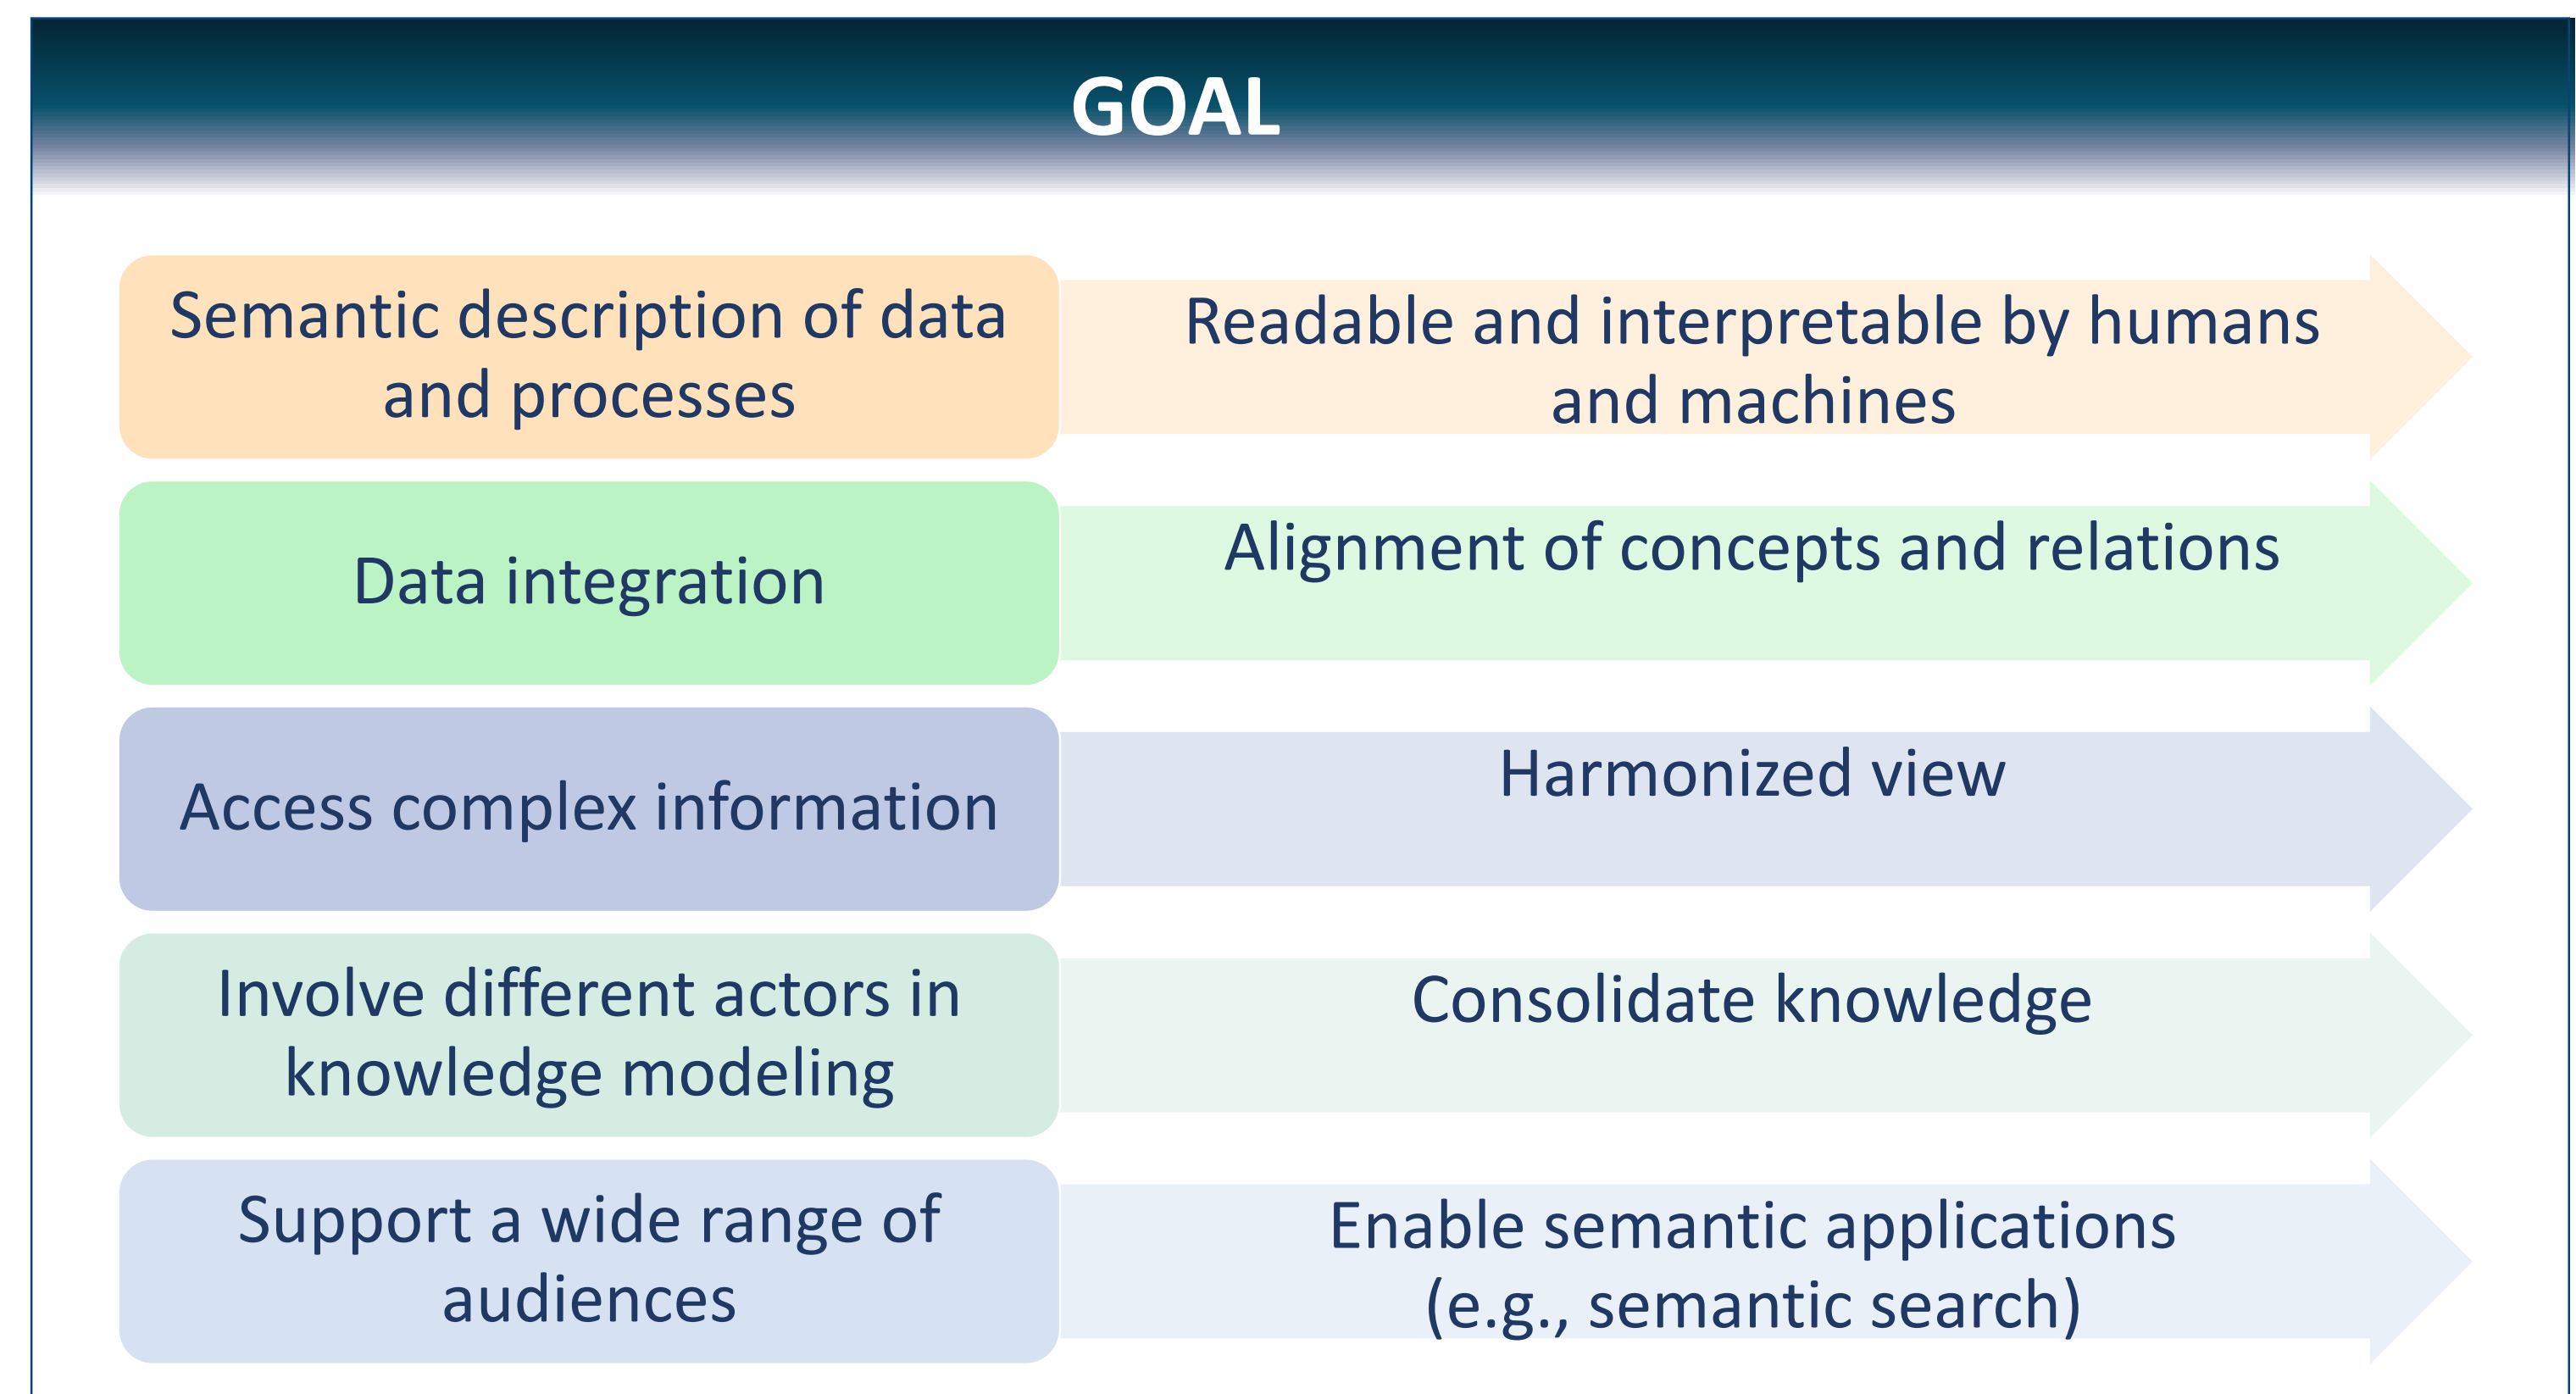 GOAL
Semantic description of data
and processes
Readable and interpretable by humans
and machines
Data integration
Alignment of concepts and relations
Access complex information
Harmonized view
Involve different actors in
knowledge modeling
Consolidate knowledge
Support a wide range of
audiences
Enable semantic applications
(e.g., semantic search)